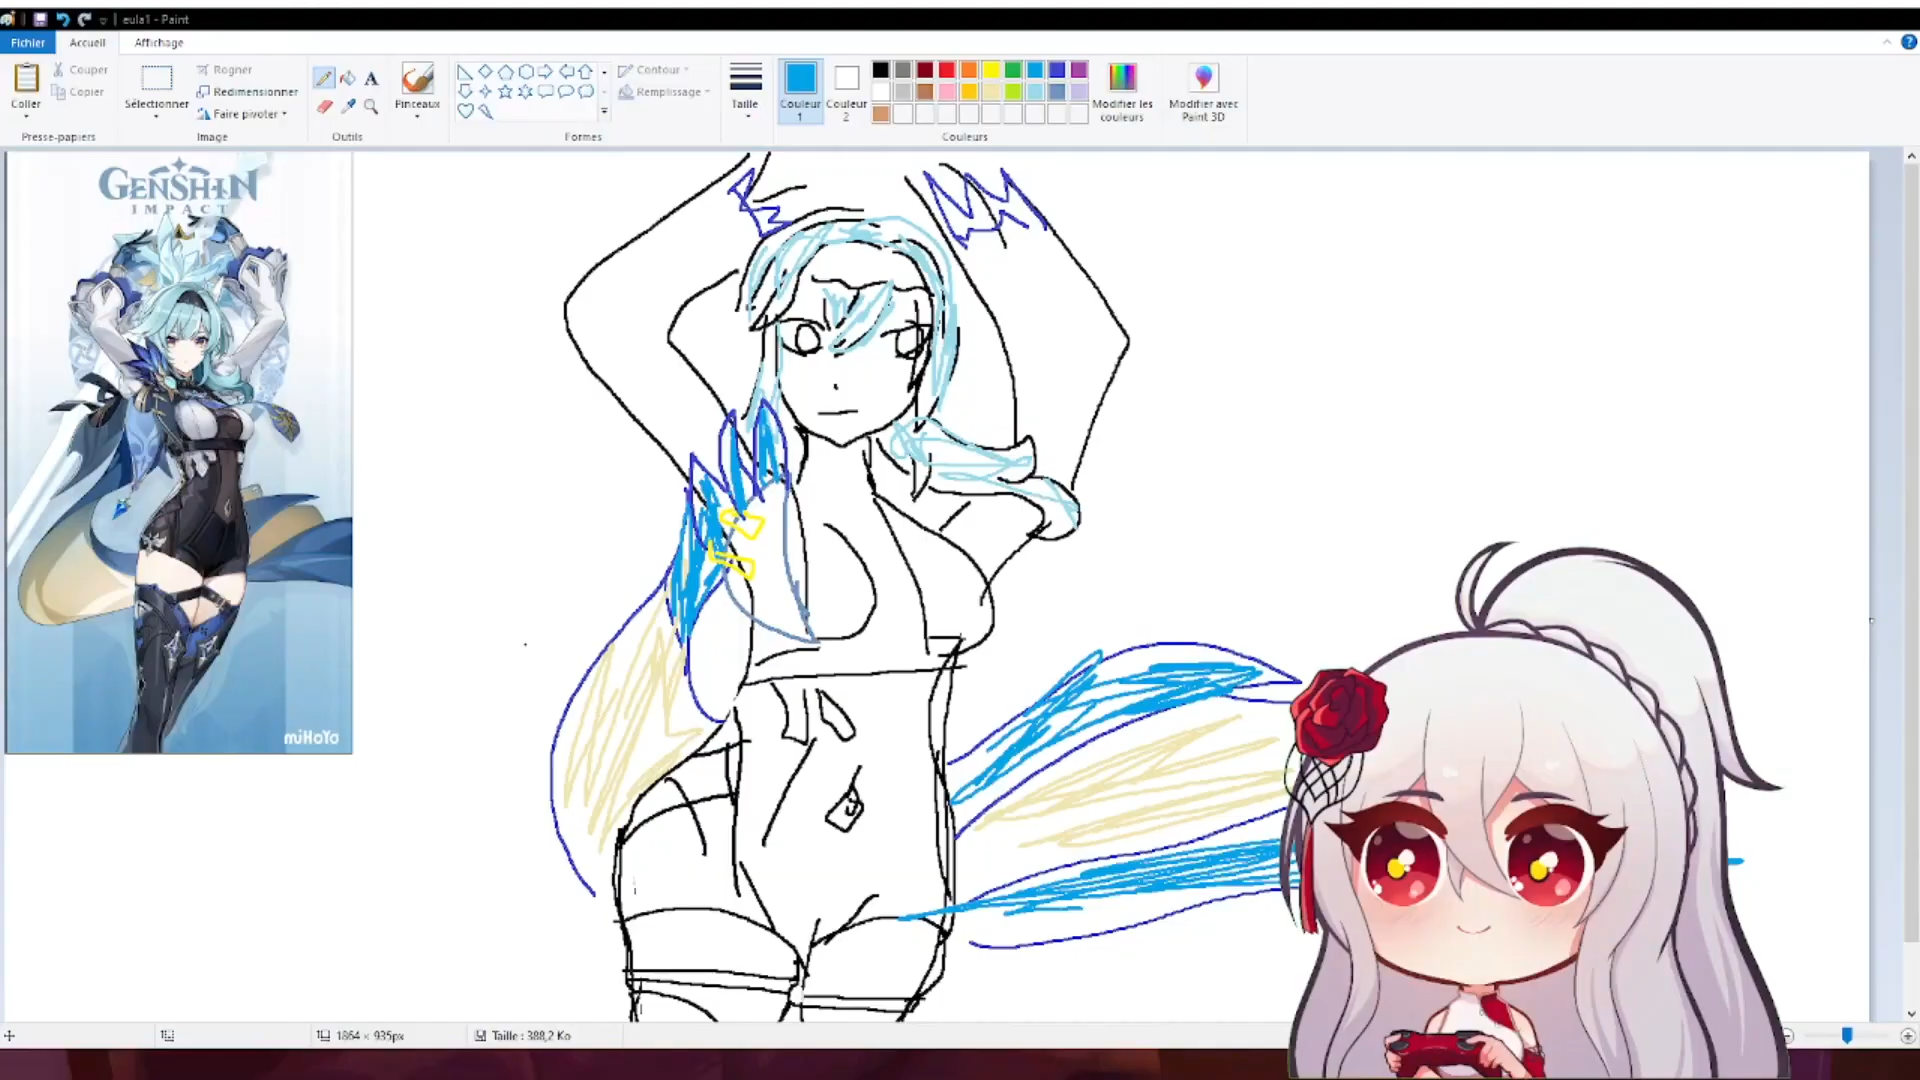 eula1 - Paint
Fichier
Accueil
Affichage
Coller
Couper
Copier
Presse-papiers
Sélectionner
Rogner
Redimensionner
Faire pivoter
Image
A
Outils
Pinceaux
Formes
Contour
Remplissage
Taille
Couleur 1
Couleur 2
Couleurs
Modifier les couleurs
Modifier avec Paint 3D
GENSHIN
IMPACT
miHoYo
1864 × 935px
Taille : 388,2 Ko